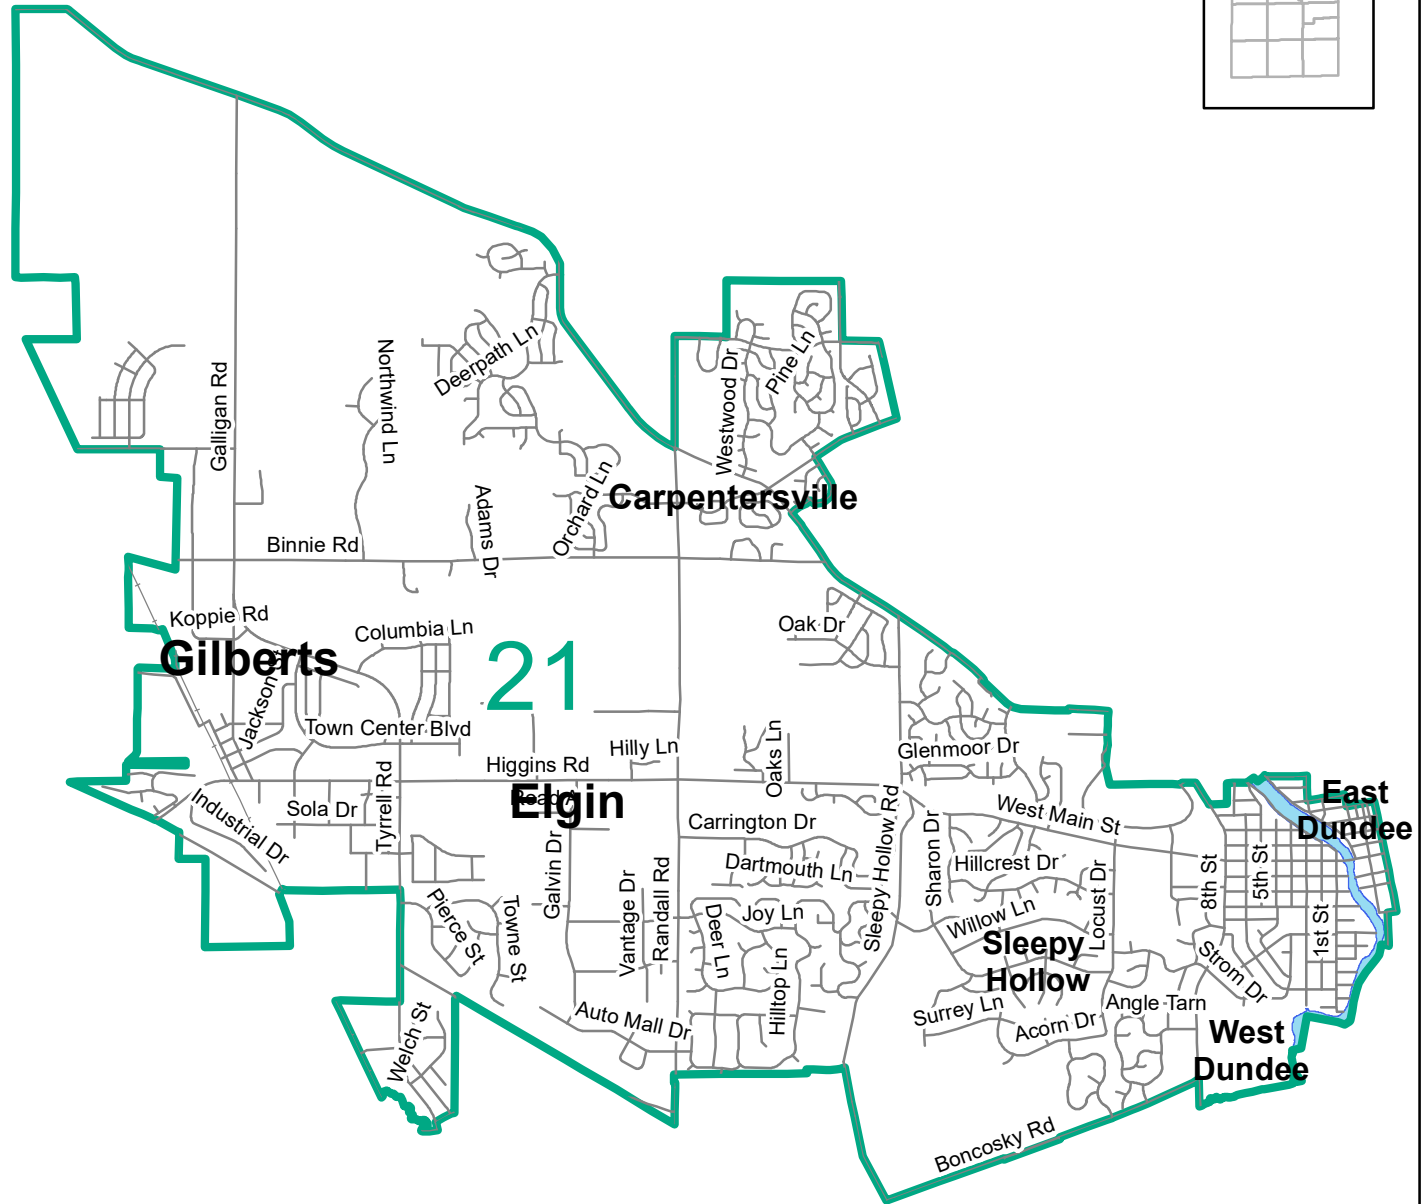 Deerpath Ln
Northwind Ln
Galligan Rd
Westwood Dr
Pine Ln
Orchard Ln
Carpentersville
Adams Dr
Binnie Rd
Koppie Rd
Columbia Ln
Oak Dr
Gilberts
21
Jackson St
Town Center Blvd
Hilly Ln
Oaks Ln
Glenmoor Dr
Higgins Rd
Tyrrell Rd
Road A
Elgin
East
Dundee
Industrial Dr
Sola Dr
Carrington Dr
West Main St
Sleepy Hollow Rd
Sharon Dr
Dartmouth Ln
Hillcrest Dr
Locust Dr
8th St
5th St
Galvin Dr
Vantage Dr
Randall Rd
Joy Ln
Willow Ln
Pierce St
Towne St
Deer Ln
Hilltop Ln
Sleepy
Hollow
1st St
Strom Dr
Surrey Ln
Angle Tarn
Acorn Dr
Auto Mall Dr
Welch St
West
Dundee
Boncosky Rd